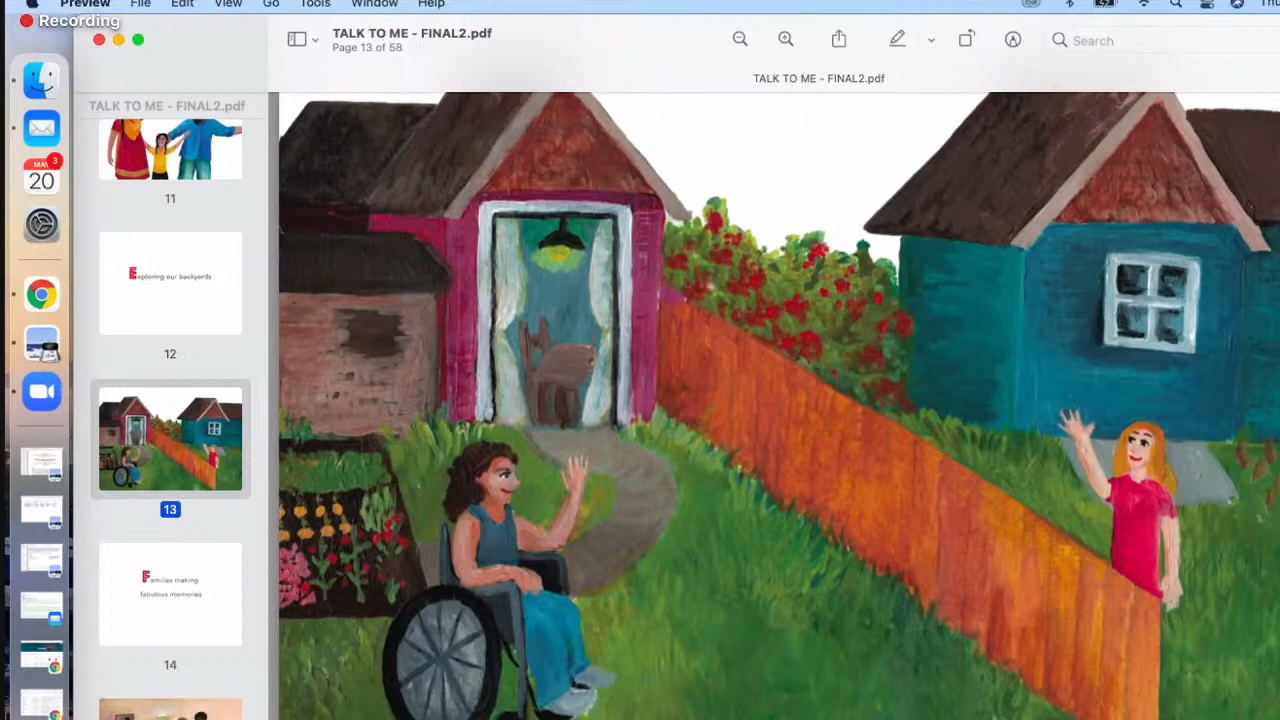 Preview File Edit View Go Tools Window Help
Recording
TALK TO ME - FINAL2.pdf
Page 13 of 58
Search
TALK TO ME - FINAL2.pdf
TALK TO ME - FINAL2.pdf
11
Exploring our backyards
12
13
Families making
fabulous memories
14
3
20